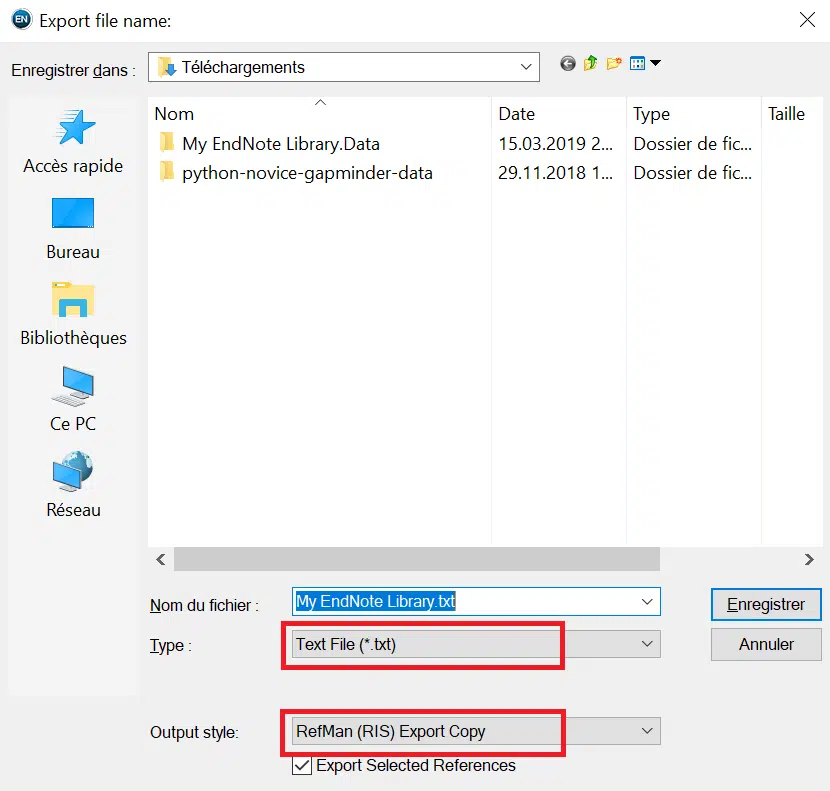 EN Export file name:
Enregistrer dans : Téléchargements
Nom Date Type Taille
My EndNote Library.Data 15.03.2019 2... Dossier de fic...
python-novice-gapminder-data 29.11.2018 1... Dossier de fic...
Accès rapide
Bureau
Bibliothèques
Ce PC
Réseau
Nom du fichier : My EndNote Library.txt Enregistrer
Type : Text File (*.txt) Annuler
Output style: RefMan (RIS) Export Copy
Export Selected References